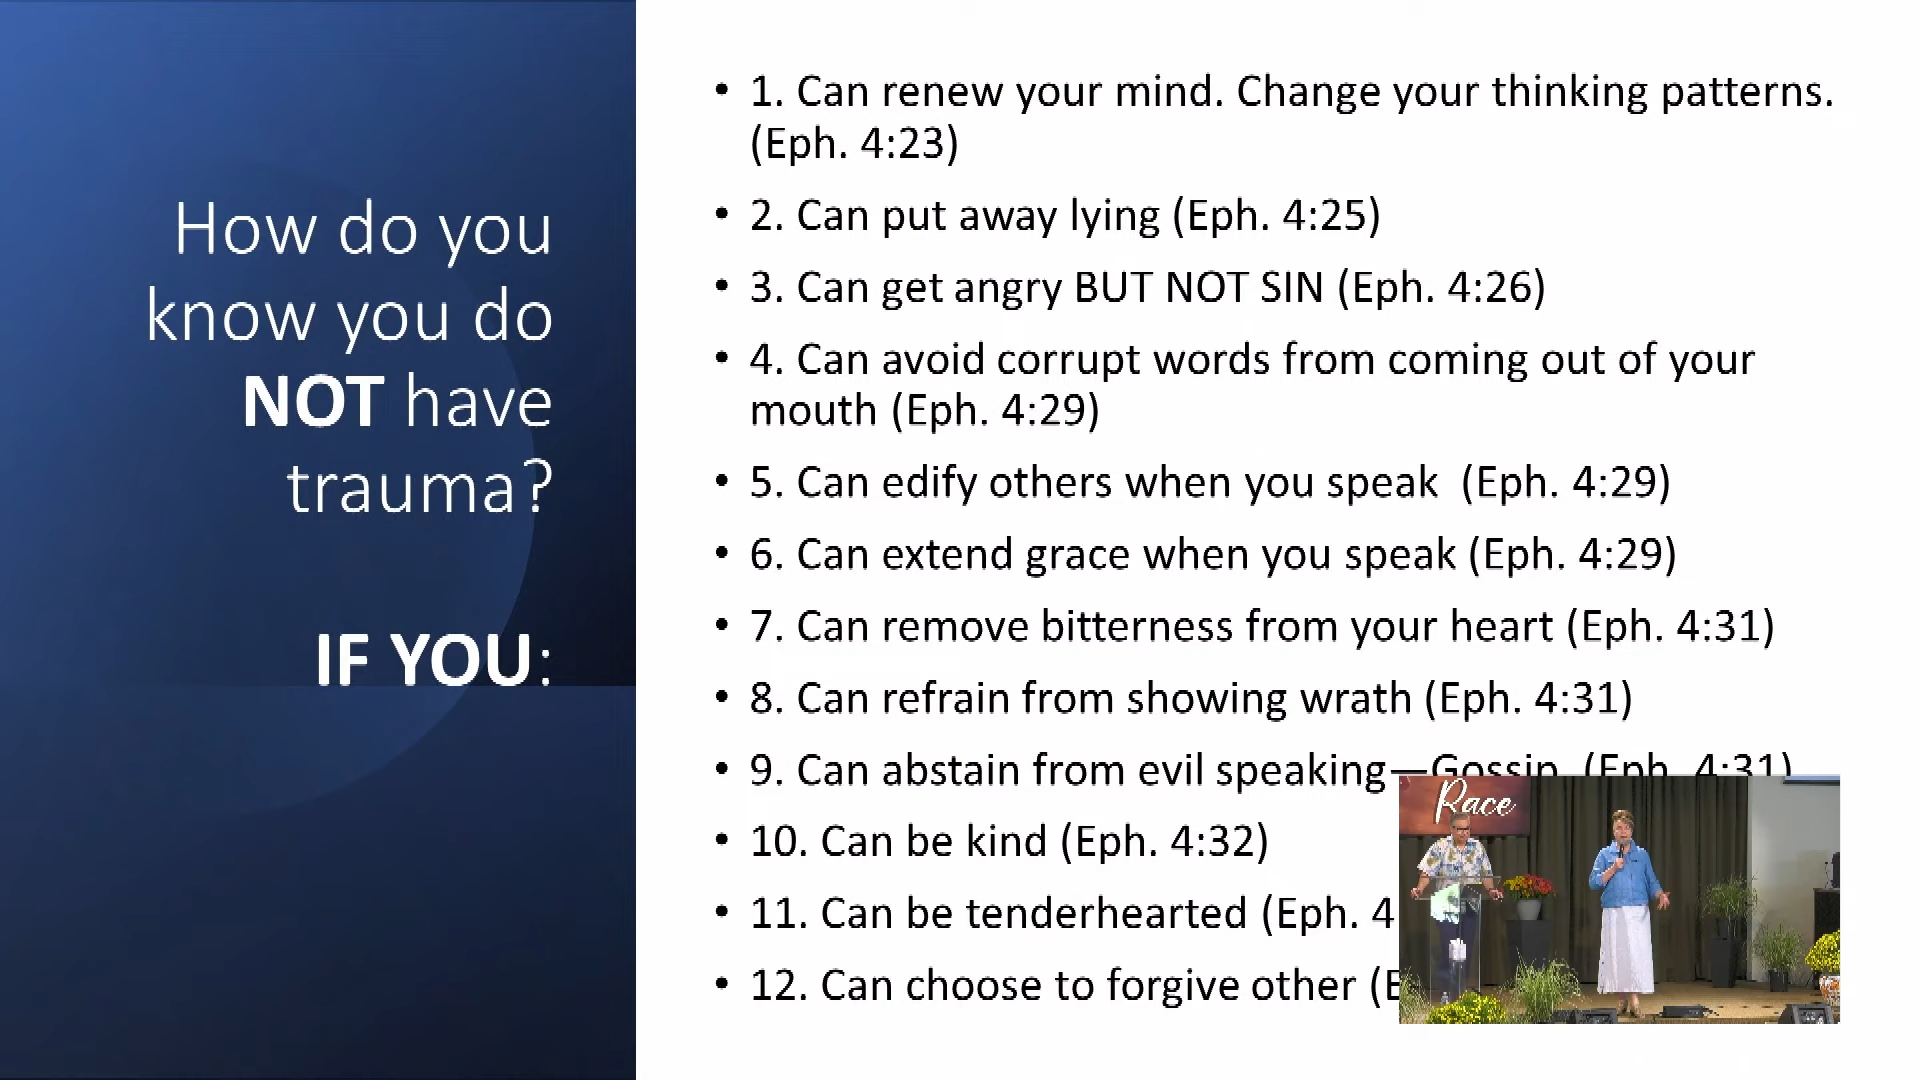 How do you
know you do
NOT have
trauma?
IF YOU:
• 1. Can renew your mind. Change your thinking patterns.
(Eph. 4:23)
• 2. Can put away lying (Eph. 4:25)
• 3. Can get angry BUT NOT SIN (Eph. 4:26)
• 4. Can avoid corrupt words from coming out of your
mouth (Eph. 4:29)
• 5. Can edify others when you speak  (Eph. 4:29)
• 6. Can extend grace when you speak (Eph. 4:29)
• 7. Can remove bitterness from your heart (Eph. 4:31)
• 8. Can refrain from showing wrath (Eph. 4:31)
• 9. Can abstain from evil speaking—Gossip  (Eph. 4:31)
• 10. Can be kind (Eph. 4:32)
• 11. Can be tenderhearted (Eph. 4
• 12. Can choose to forgive other (E
Race